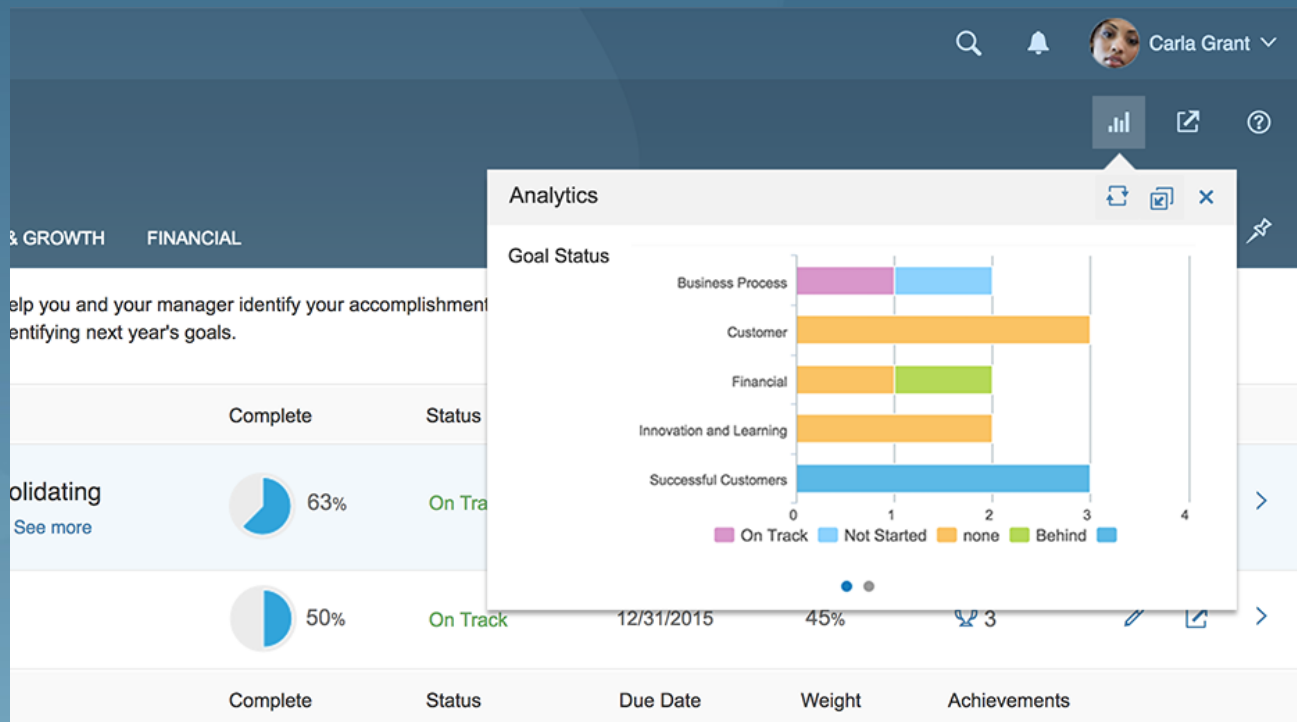 Carla Grant
Analytics
& GROWTH FINANCIAL
Goal Status
Business Process
Customer
Financial
Innovation and Learning
Successful Customers
0 1 2 3 4
On Track Not Started none Behind
elp you and your manager identify your accomplishment
entifying next year's goals.
Complete Status
olidating
63% On Tra
See more
50% On Track 12/31/2015 45% 3
Complete Status Due Date Weight Achievements